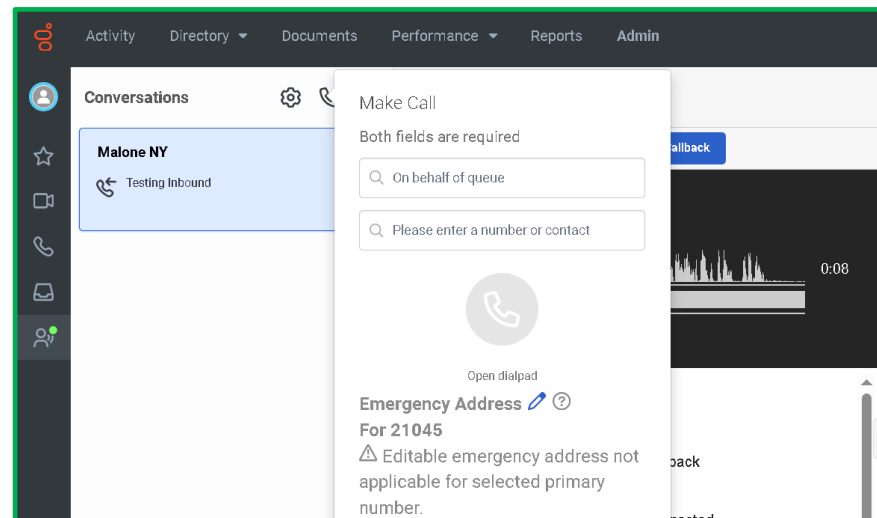 Activity Directory Documents Performance Reports Admin
Conversations
Malone NY
Testing Inbound
Make Call
Both fields are required
On behalf of queue
Please enter a number or contact
Open dialpad
Emergency Address
For 21045
Editable emergency address not
applicable for selected primary
number.
allback
0:08
back